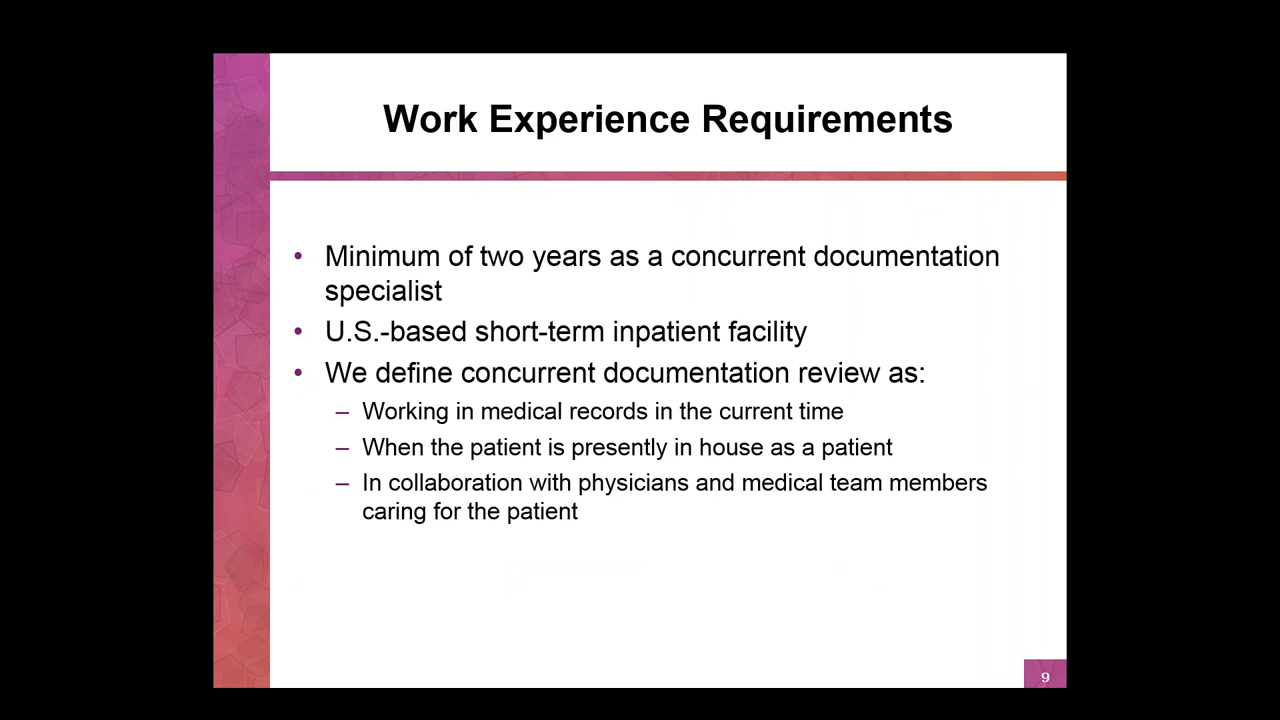 Work Experience Requirements
• Minimum of two years as a concurrent documentation
specialist
• U.S.-based short-term inpatient facility
• We define concurrent documentation review as:
– Working in medical records in the current time
– When the patient is presently in house as a patient
– In collaboration with physicians and medical team members
caring for the patient
9